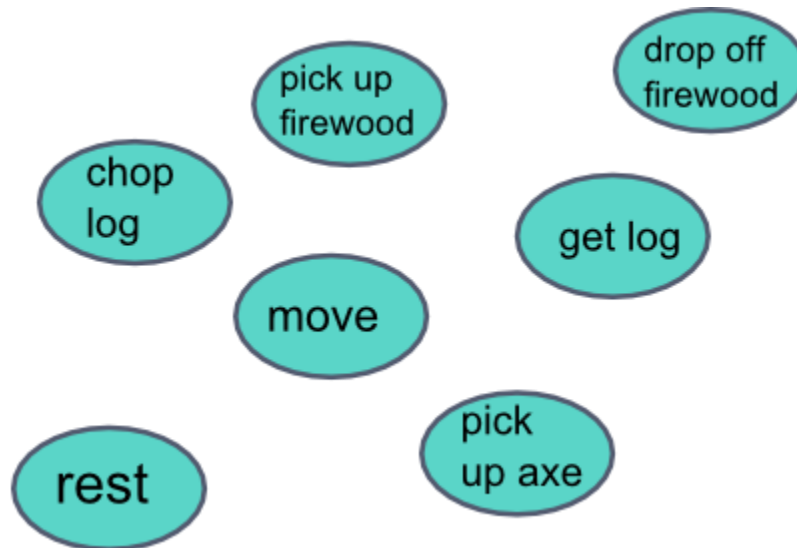 drop off
firewood
pick up
firewood
chop
log
get log
move
pick
up axe
rest